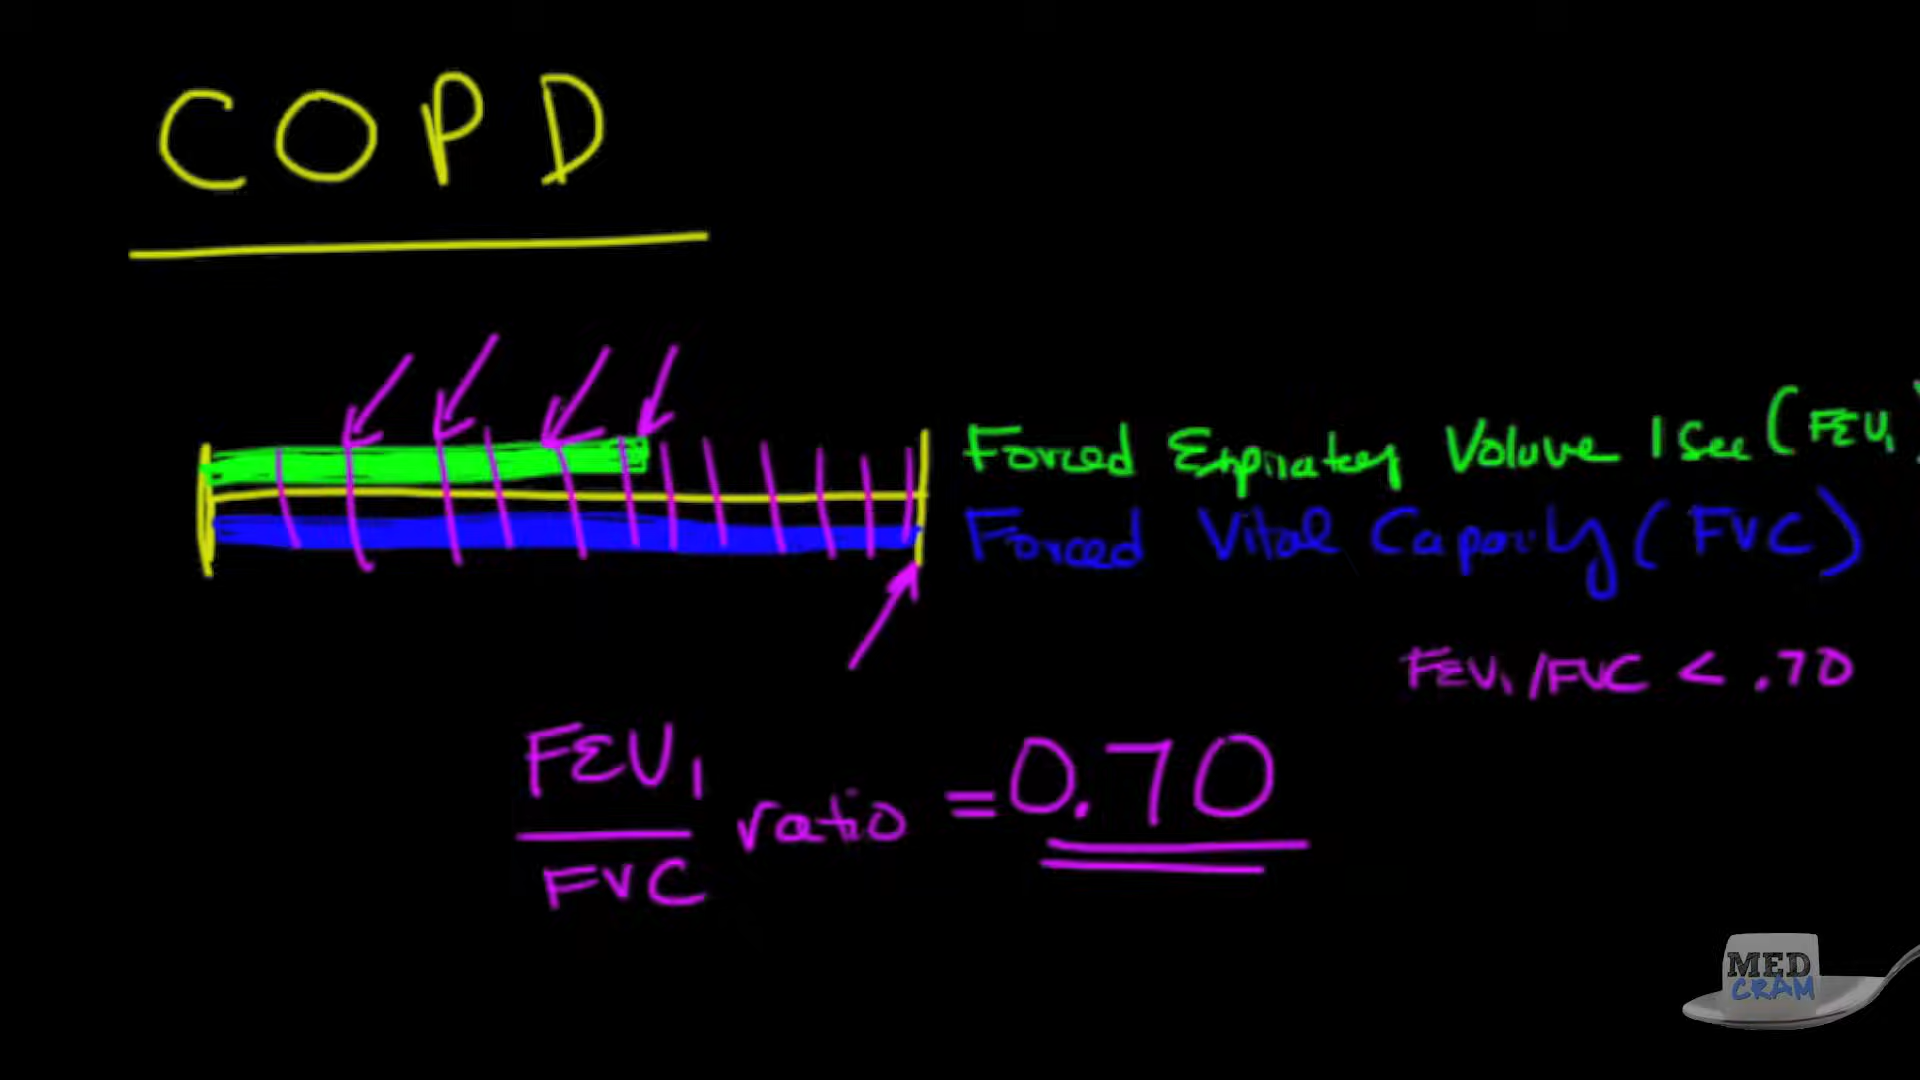 COPD
Forced Expiratory Volume 1 Sec (FEV1)
Forced Vital Capacity (FVC)
FEV1/FVC < .70
FEV1
FVC
ratio = 0.70
MED
CRAM